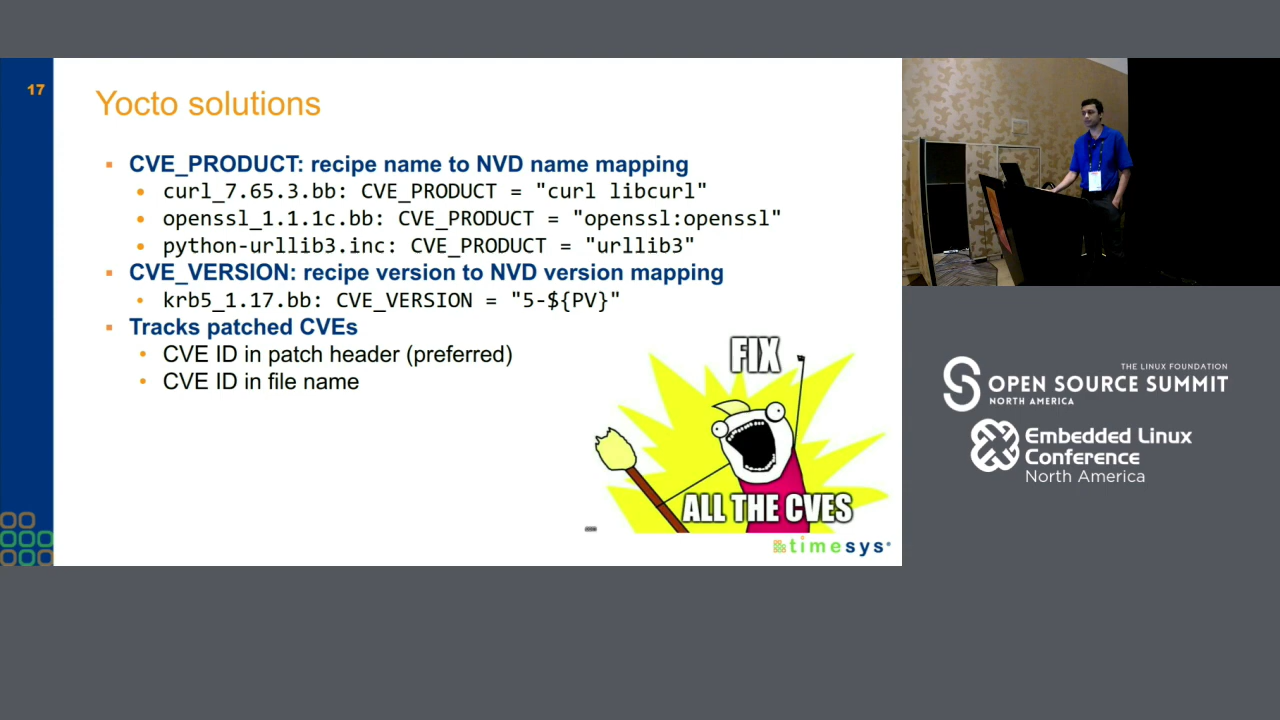 17
Yocto solutions
CVE_PRODUCT: recipe name to NVD name mapping
curl_7.65.3.bb: CVE_PRODUCT = "curl libcurl"
openssl_1.1.1c.bb: CVE_PRODUCT = "openssl:openssl"
python-urllib3.inc: CVE_PRODUCT = "urllib3"
CVE_VERSION: recipe version to NVD version mapping
krb5_1.17.bb: CVE_VERSION = "5-${PV}"
Tracks patched CVEs
CVE ID in patch header (preferred)
CVE ID in file name
FIX
ALL THE CVES
timesys
THE LINUX FOUNDATION
OPEN SOURCE SUMMIT
NORTH AMERICA
Embedded Linux
Conference
North America